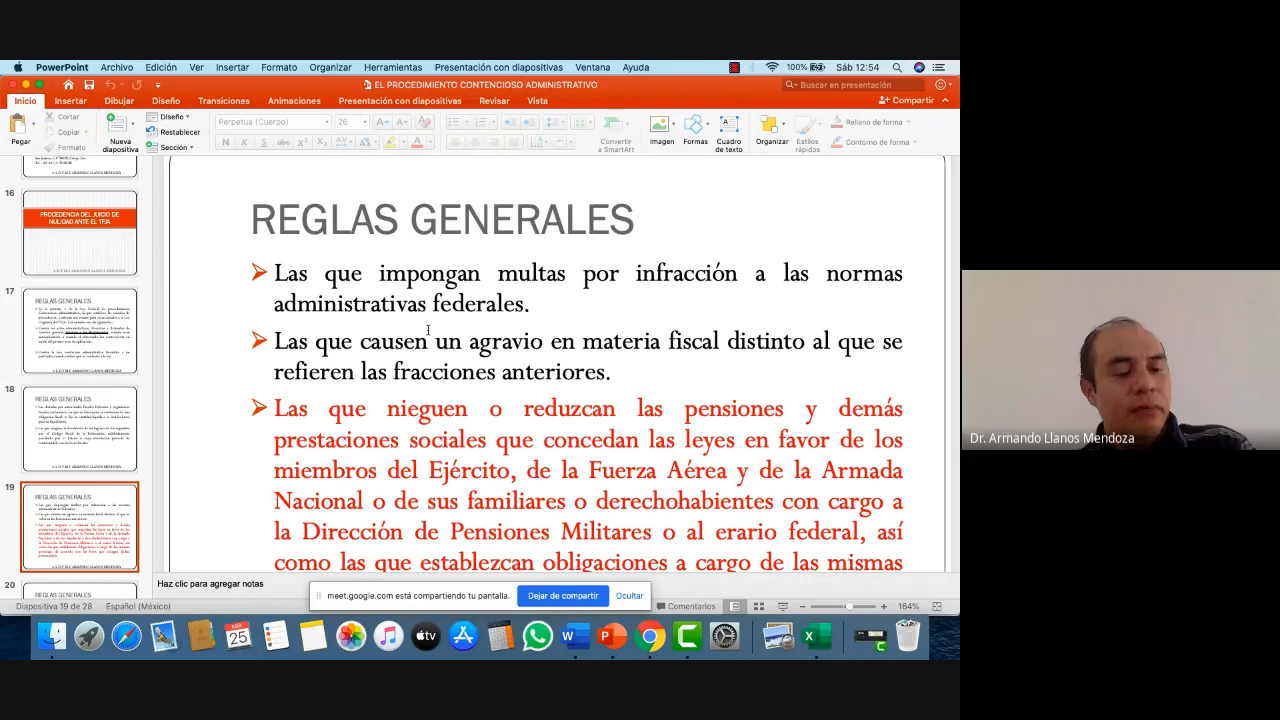 PowerPoint Archivo Edición Ver Insertar Formato Organizar Herramientas Presentación con diapositivas Ventana Ayuda 100% Sáb 12:54
EL PROCEDIMIENTO CONTENCIOSO ADMINISTRATIVO
Buscar en presentación
Inicio Insertar Dibujar Diseño Transiciones Animaciones Presentación con diapositivas Revisar Vista Compartir
Pegar
Cortar
Copiar
Formato
Nueva
diapositiva
Diseño
Restablecer
Sección
Perpetua (Cuerpo) 26
Convertir
a SmartArt
Imagen
Formas
Cuadro
de texto
Organizar
Estilos
rápidos
Relleno de forma
Contorno de forma
16
PROCEDENCIA DEL JUICIO DE
NULIDAD ANTE EL TFJA
17
REGLAS GENERALES
18
REGLAS GENERALES
19
REGLAS GENERALES
20
REGLAS GENERALES
REGLAS GENERALES
Las que impongan multas por infracción a las normas
administrativas federales.
Las que causen un agravio en materia fiscal distinto al que se
refieren las fracciones anteriores.
Las que nieguen o reduzcan las pensiones y demás
prestaciones sociales que concedan las leyes en favor de los
miembros del Ejército, de la Fuerza Aérea y de la Armada
Nacional o de sus familiares o derechohabientes con cargo a
la Dirección de Pensiones Militares o al erario federal, así
como las que establezcan obligaciones a cargo de las mismas
Haz clic para agregar notas
meet.google.com está compartiendo tu pantalla. Dejar de compartir Ocultar
Diapositiva 19 de 28 Español (México) Comentarios 164%
25
tv
Dr. Armando Llanos Mendoza